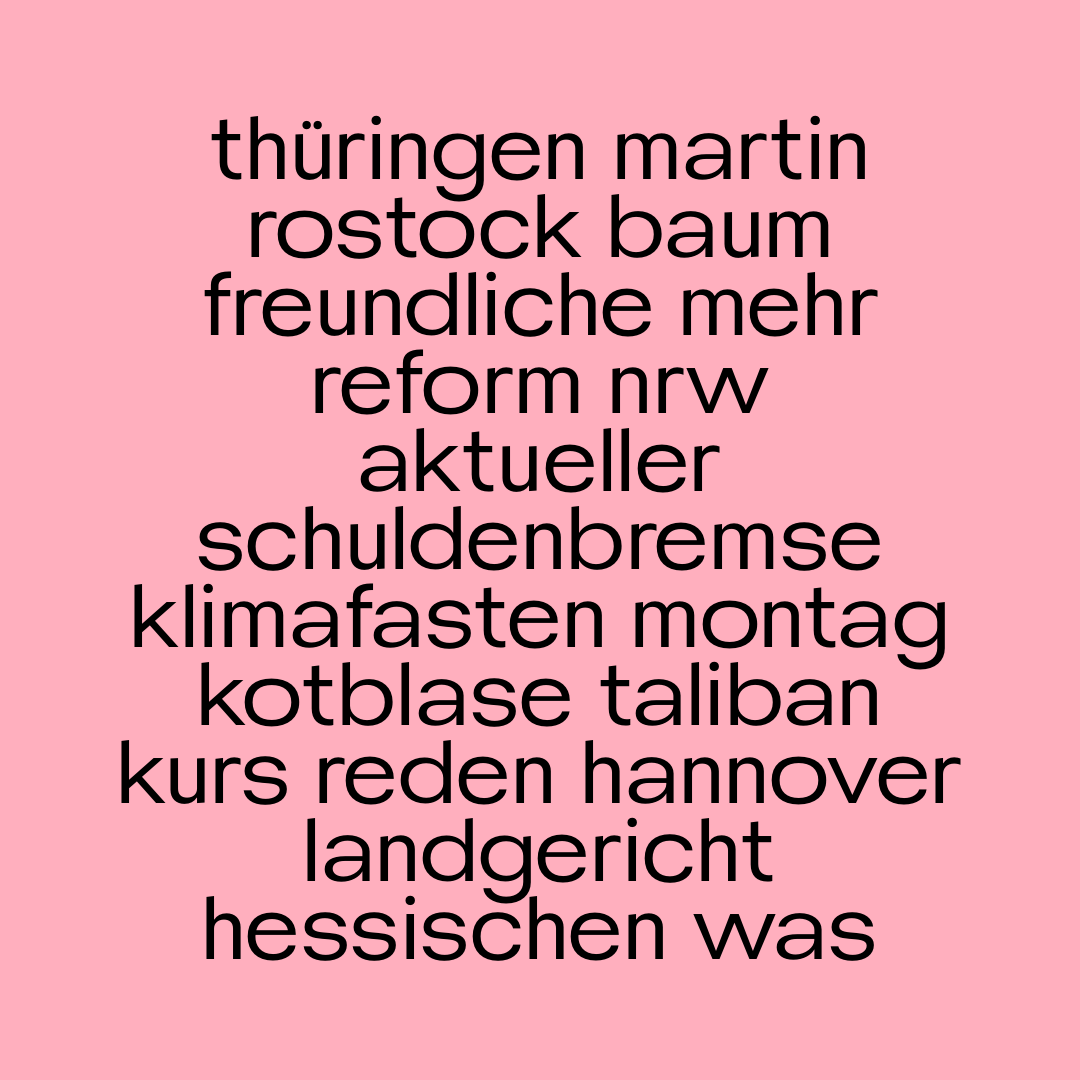 thüringen martin
rostock baum
freundliche mehr
reform nrw
aktueller
schuldenbremse
klimafasten montag
kotblase taliban
kurs reden hannover
landgericht
hessischen was